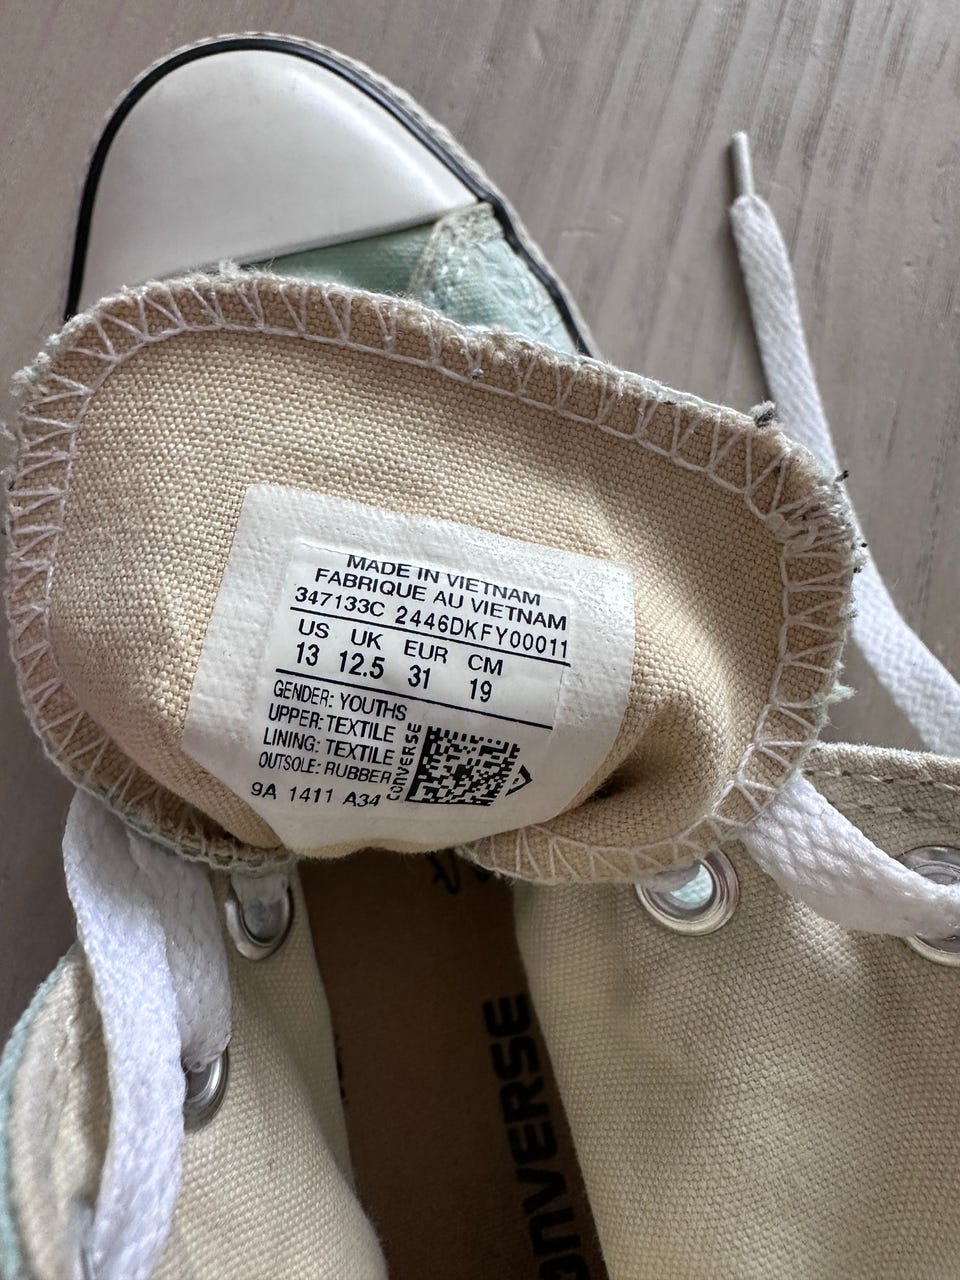 MADE IN VIETNAM
FABRIQUE AU VIETNAM
347133C 2446DKFY00011
US UK EUR CM
13 12.5 31 19
GENDER: YOUTHS
UPPER: TEXTILE
LINING: TEXTILE
OUTSOLE: RUBBER
CONVERSE
9A 1411 A34
CONVERSE